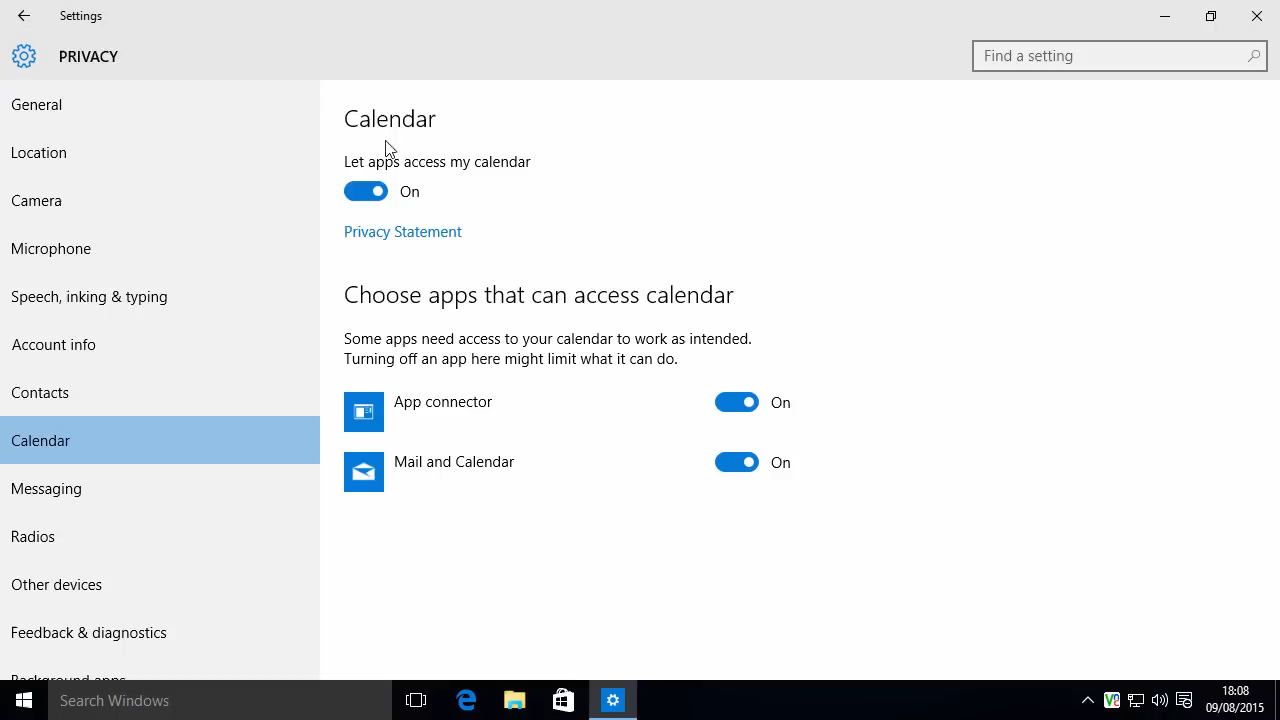 Settings
PRIVACY
Find a setting
General
Location
Camera
Microphone
Speech, inking & typing
Account info
Contacts
Calendar
Messaging
Radios
Other devices
Feedback & diagnostics
Background apps
Calendar
Let apps access my calendar
On
Privacy Statement
Choose apps that can access calendar
Some apps need access to your calendar to work as intended.
Turning off an app here might limit what it can do.
App connector On
Mail and Calendar On
Search Windows
18:08
09/08/2015